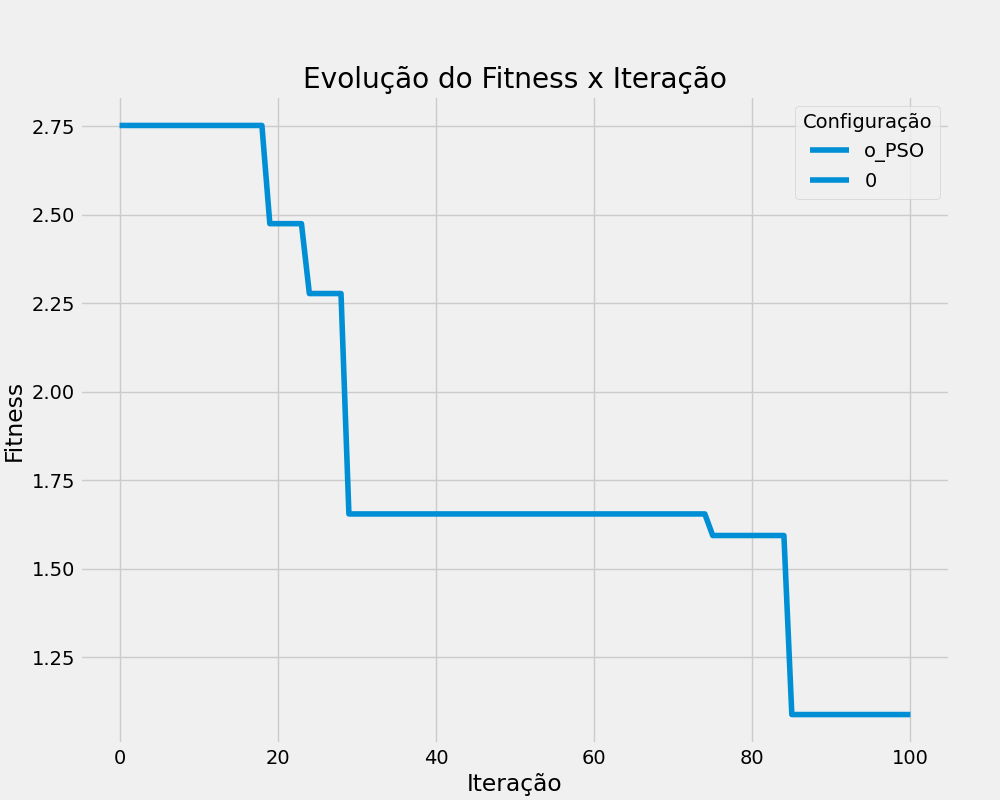 Evolução do Fitness x Iteração
Configuração
o_PSO
0
Fitness
2.75
2.50
2.25
2.00
1.75
1.50
1.25
0 20 40 60 80 100
Iteração